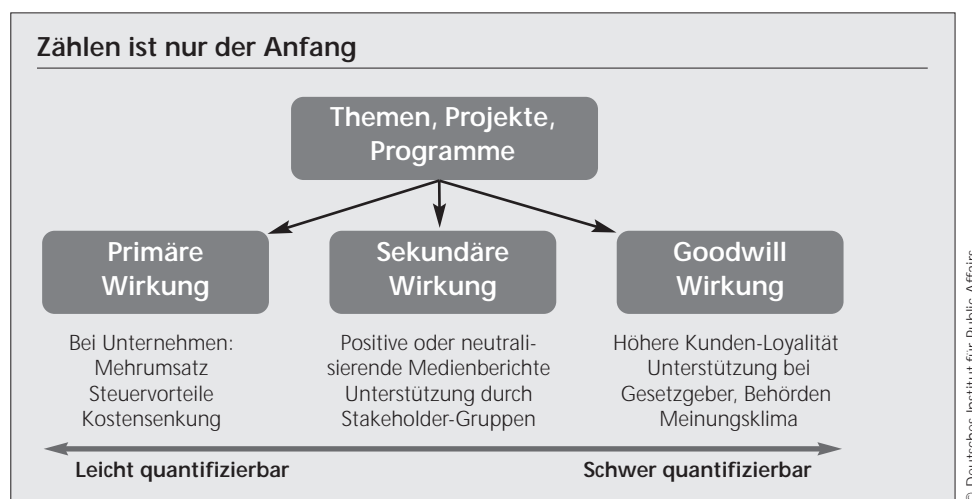 Zählen ist nur der Anfang
Themen, Projekte,
Programme
Primäre
Wirkung
Bei Unternehmen:
Mehrumsatz
Steuervorteile
Kostensenkung
Sekundäre
Wirkung
Positive oder neutrali-
sierende Medienberichte
Unterstützung durch
Stakeholder-Gruppen
Goodwill
Wirkung
Höhere Kunden-Loyalität
Unterstützung bei
Gesetzgeber, Behörden
Meinungsklima
Leicht quantifizierbar
Schwer quantifizierbar
© Deutsches Institut für Public Affairs